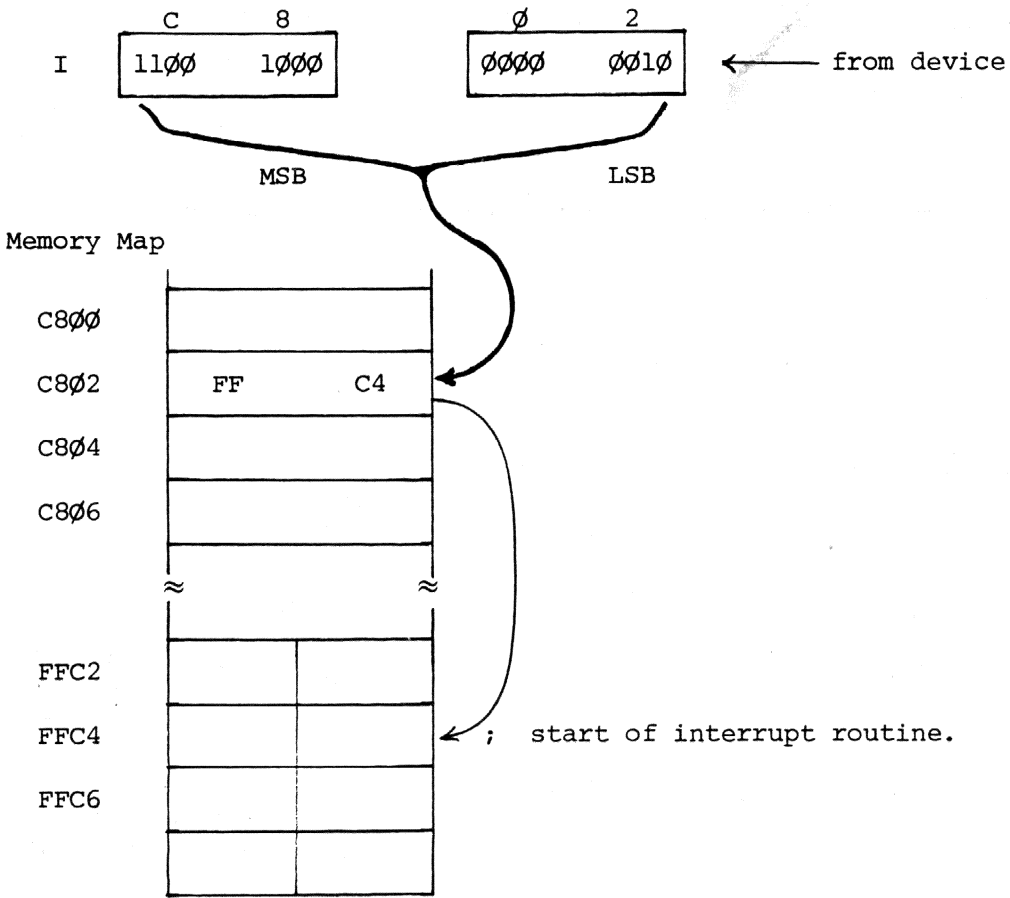 C 8 Ø 2
I 11ØØ 1ØØØ ØØØØ ØØ1Ø from device
MSB LSB
Memory Map
C8ØØ
C8Ø2 FF C4
C8Ø4
C8Ø6
≈ ≈
FFC2
FFC4 ; start of interrupt routine.
FFC6